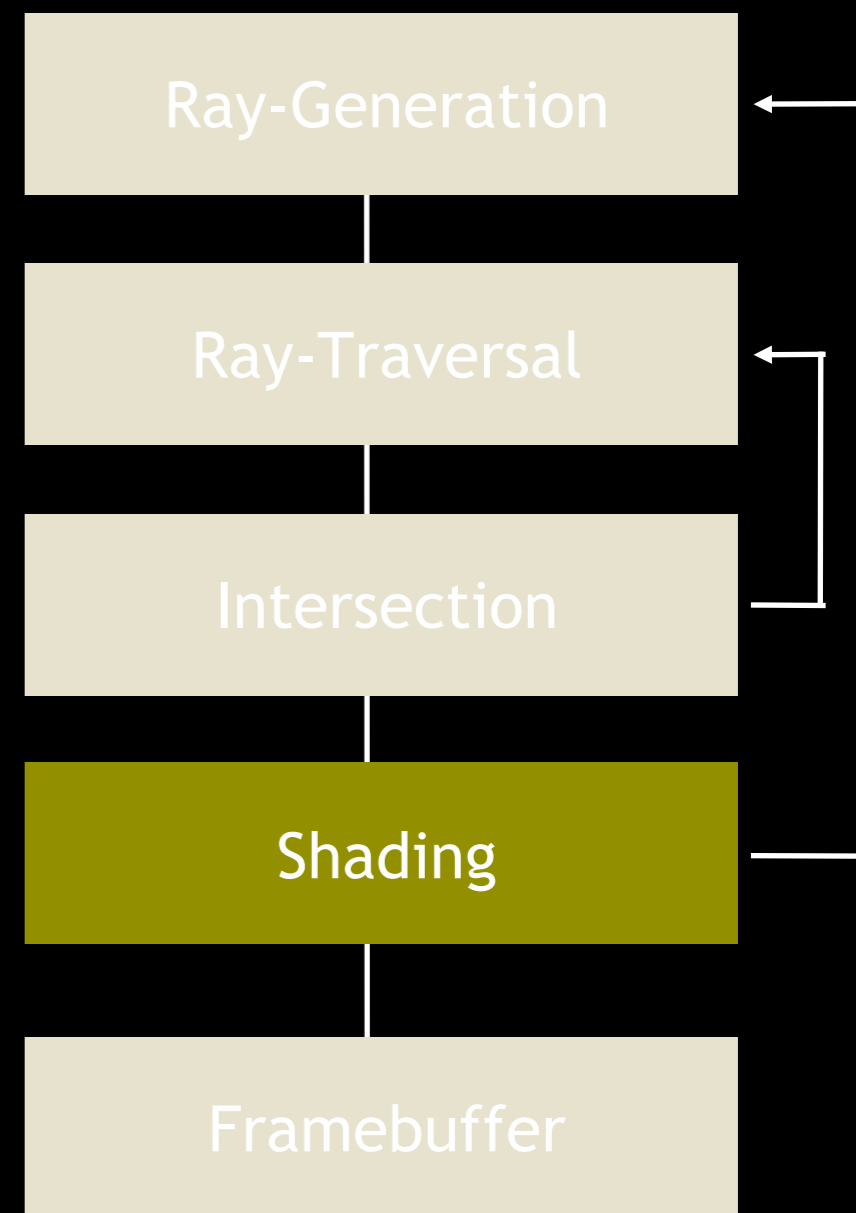 Ray-Generation
Ray-Traversal
Intersection
Shading
Framebuffer